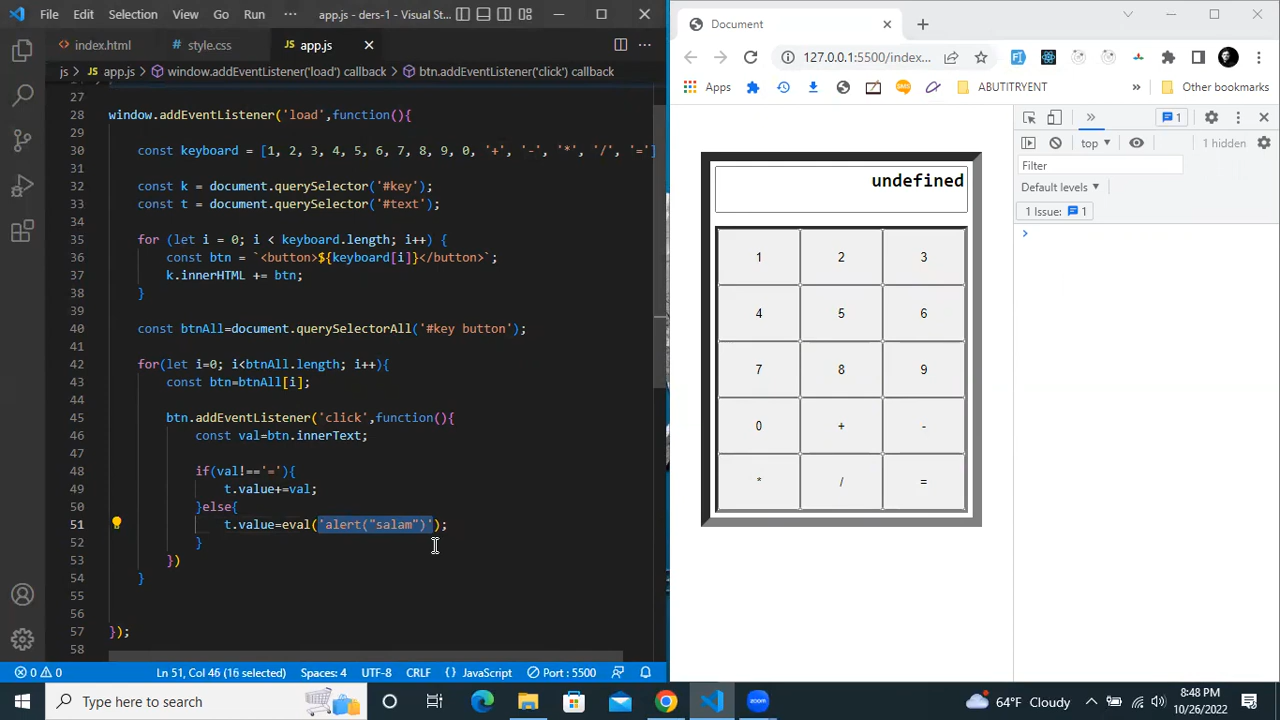 File Edit Selection View Go Run ··· app.js - ders-1 - Visual St...
index.html style.css app.js
js > app.js > window.addEventListener('load') callback > btn.addEventListener('click') callback
27
28 window.addEventListener('load',function(){
29
30 const keyboard = [1, 2, 3, 4, 5, 6, 7, 8, 9, 0, '+', '-', '*', '/', '=']
31
32 const k = document.querySelector('#key');
33 const t = document.querySelector('#text');
34
35 for (let i = 0; i < keyboard.length; i++) {
36 const btn = `<button>${keyboard[i]}</button>`;
37 k.innerHTML += btn;
38 }
39
40 const btnAll=document.querySelectorAll('#key button');
41
42 for(let i=0; i<btnAll.length; i++){
43 const btn=btnAll[i];
44
45 btn.addEventListener('click',function(){
46 const val=btn.innerText;
47
48 if(val!=='='){
49 t.value+=val;
50 }else{
51 t.value=eval('alert("salam")');
52 }
53 })
54 }
55
56
57 });
58
0 0 Ln 51, Col 46 (16 selected) Spaces: 4 UTF-8 CRLF JavaScript Port : 5500
Document
127.0.0.1:5500/index...
Apps SMS ABUTITRYENT » Other bookmarks
» 1
top 1 hidden
Filter
Default levels
1 Issue: 1
undefined
1 2 3
4 5 6
7 8 9
0 + -
* / =
Type here to search
zoom
64°F Cloudy
8:48 PM
10/26/2022